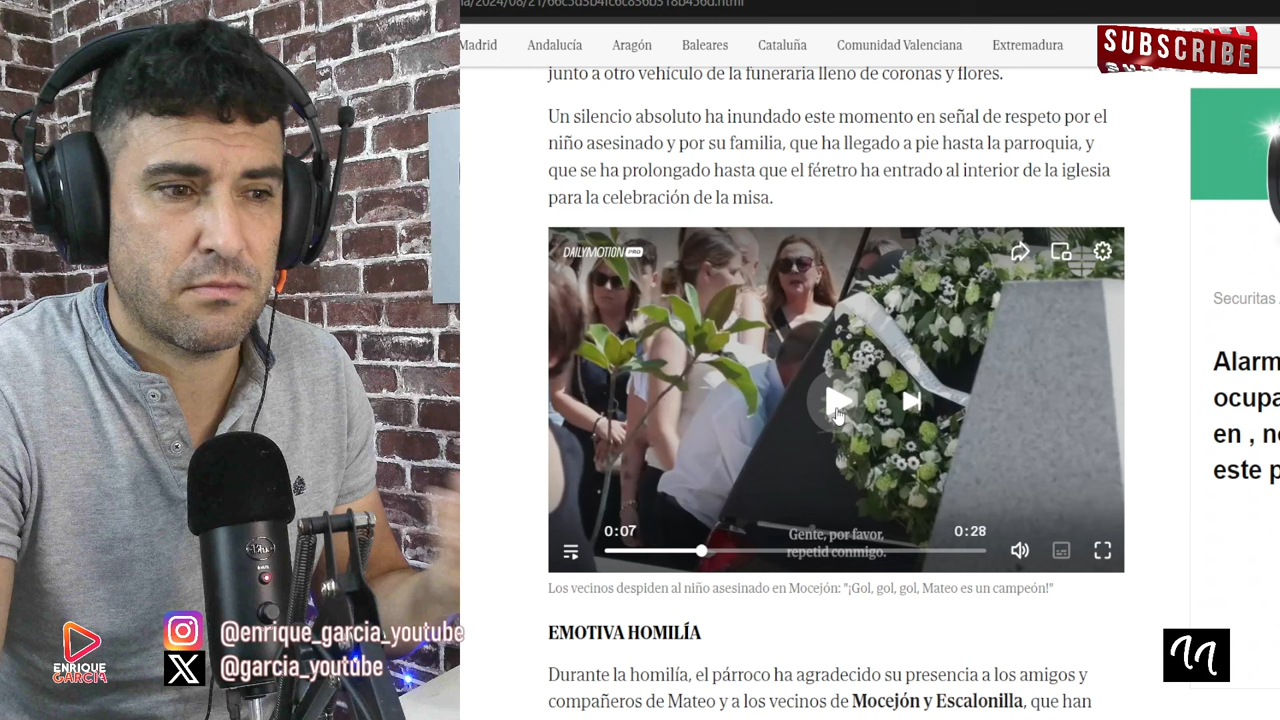 Madrid Andalucía Aragón Baleares Cataluña Comunidad Valenciana Extremadura
SUBSCRIBE
junto a otro vehículo de la funeraria lleno de coronas y flores.
Un silencio absoluto ha inundado este momento en señal de respeto por el
niño asesinado y por su familia, que ha llegado a pie hasta la parroquia, y
que se ha prolongado hasta que el féretro ha entrado al interior de la iglesia
para la celebración de la misa.
DAILYMOTION PRO
Gente, por favor,
repetid conmigo.
0:07
0:28
Los vecinos despiden al niño asesinado en Mocejón: "¡Gol, gol, gol, Mateo es un campeón!"
EMOTIVA HOMILÍA
Durante la homilía, el párroco ha agradecido su presencia a los amigos y
compañeros de Mateo y a los vecinos de Mocejón y Escalonilla, que han
Securitas
Alarm
ocupa
en , n
este p
ENRIQUE
GARCIA
@enrique_garcia_youtube
@garcia_youtube